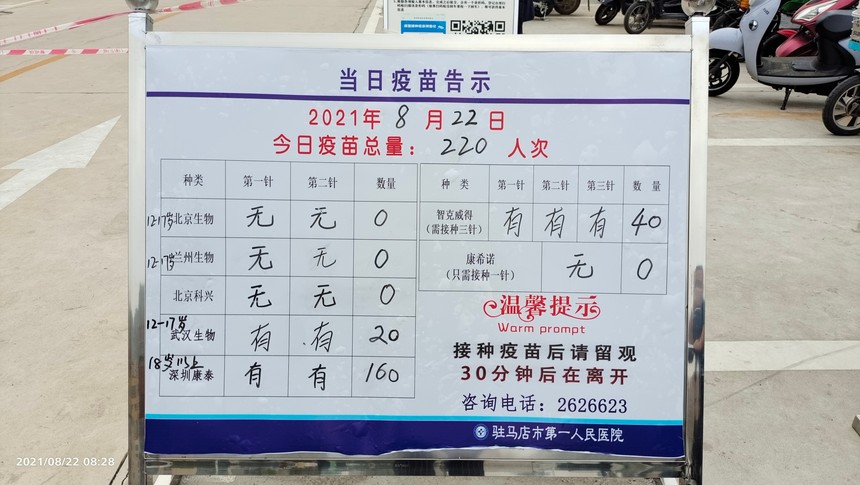 当日疫苗告示
2021年 8 月 22 日
今日疫苗总量： 220 人次
种类 第一针 第二针 数量
12-17岁 北京生物 无 无 0
12-17岁 兰州生物 无 无 0
北京科兴 无 无 0
12-17岁
武汉生物 有 有 20
18岁以上
深圳康泰 有 有 160
种 类 第一针 第二针 第三针 数 量
智克威得
(需接种三针) 有 有 有 40
康希诺
(只需接种一针) 无 0
温馨提示
Warm prompt
接种疫苗后请留观
30分钟后在离开
咨询电话：2626623
驻马店市第一人民医院
2021/08/22 08:28